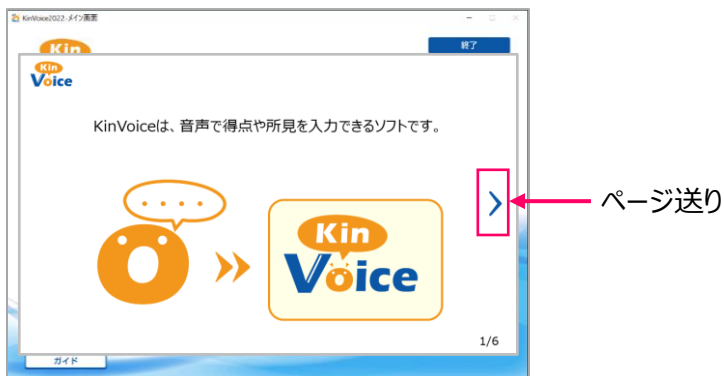 KinVoice2022-メイン画面
Kin
終了
Kin
Voice
KinVoiceは、音声で得点や所見を入力できるソフトです。
ページ送り
Kin
Voice
1/6
ガイド